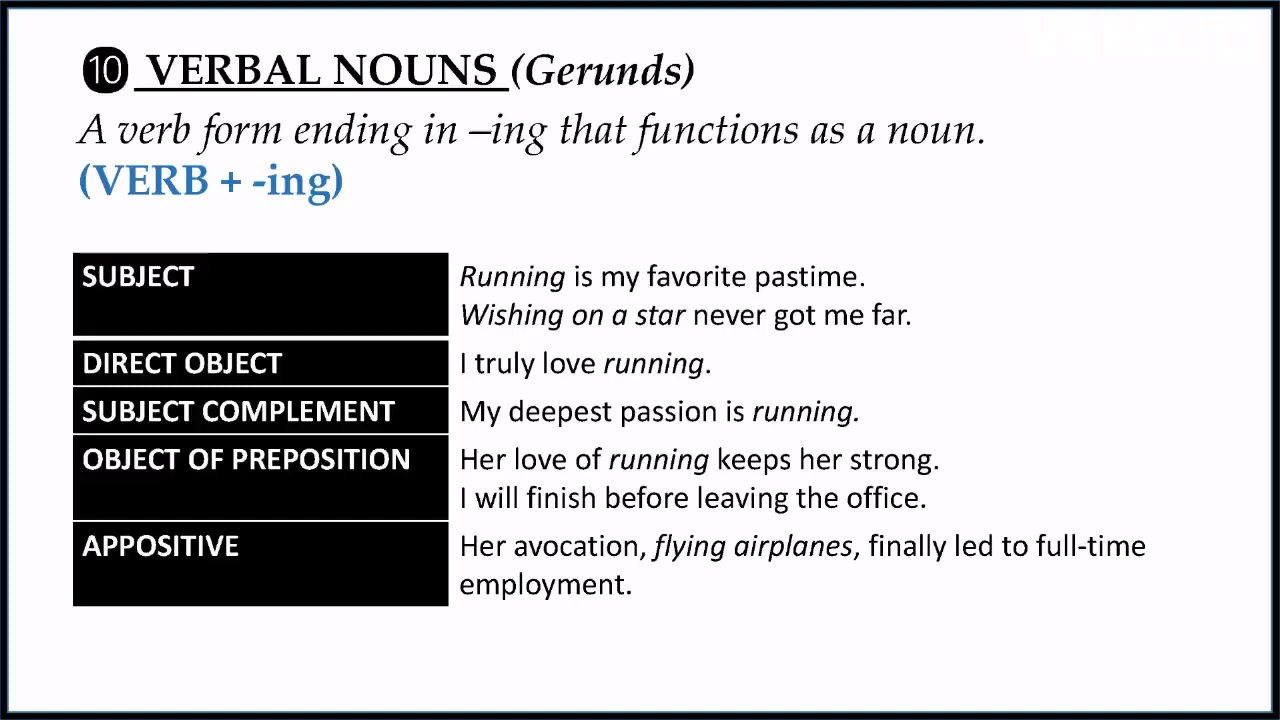 10 VERBAL NOUNS (Gerunds)
A verb form ending in –ing that functions as a noun.
(VERB + -ing)
SUBJECT
Running is my favorite pastime.
Wishing on a star never got me far.
DIRECT OBJECT
I truly love running.
SUBJECT COMPLEMENT
My deepest passion is running.
OBJECT OF PREPOSITION
Her love of running keeps her strong.
I will finish before leaving the office.
APPOSITIVE
Her avocation, flying airplanes, finally led to full-time
employment.